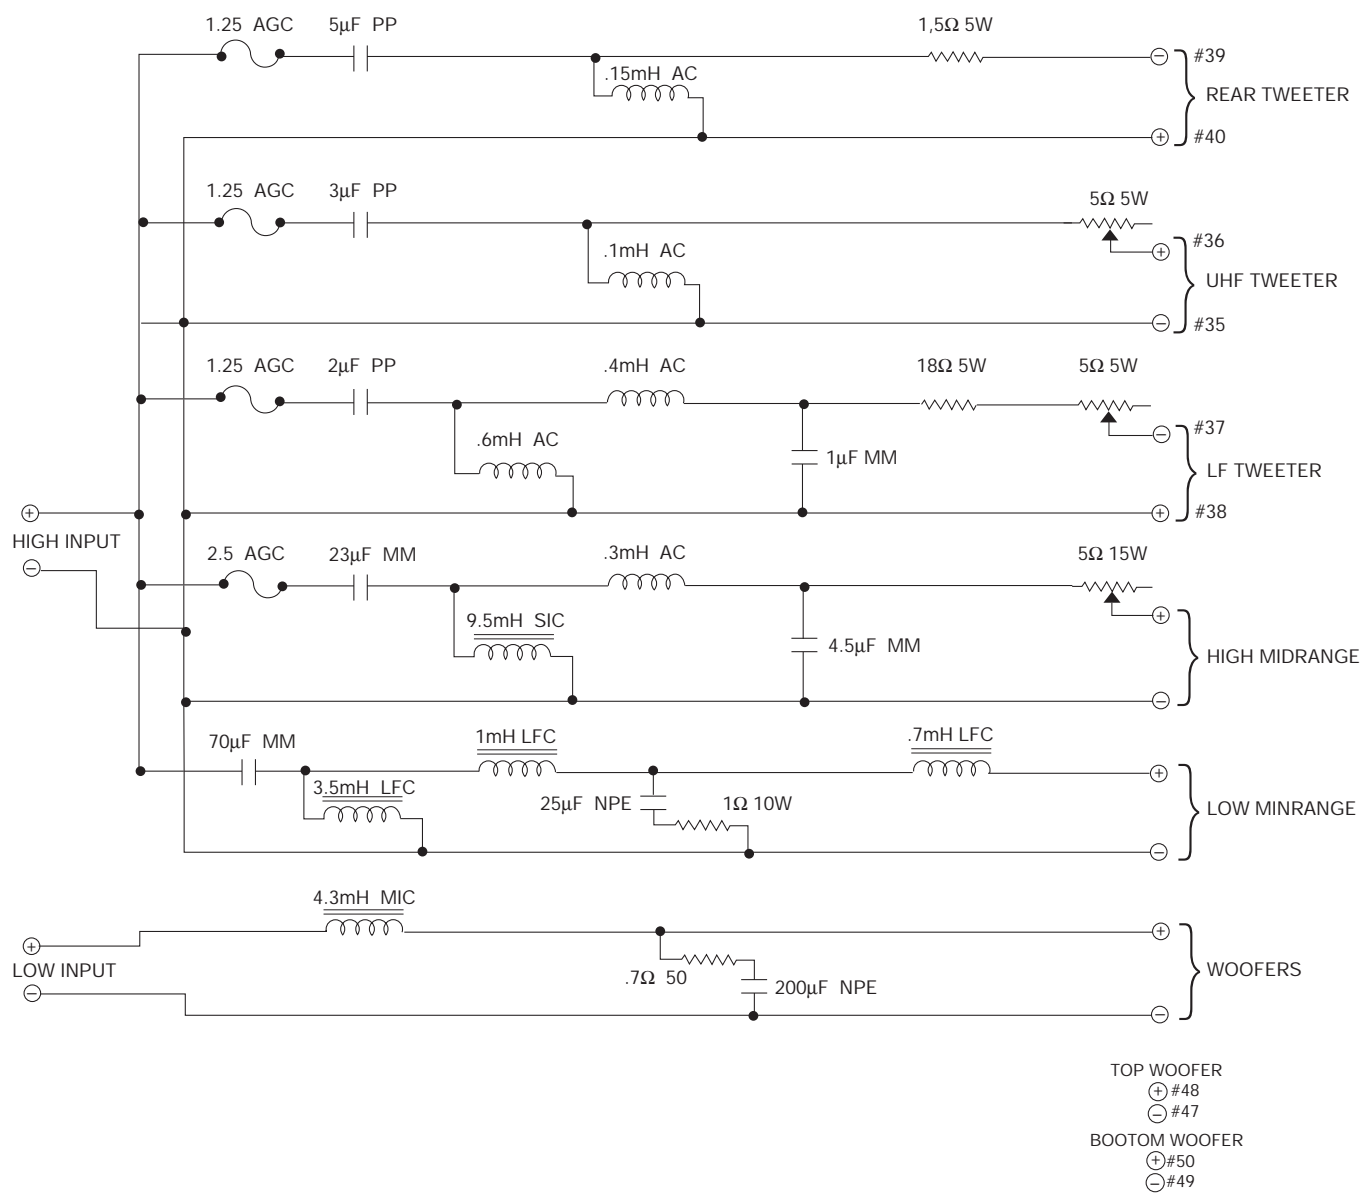 1.25 AGC 5µF PP 1,5Ω 5W
#39
.15mH AC
REAR TWEETER
#40
1.25 AGC 3µF PP 5Ω 5W
#36
.1mH AC
UHF TWEETER
#35
1.25 AGC 2µF PP .4mH AC 18Ω 5W 5Ω 5W
#37
.6mH AC
1µF MM
LF TWEETER
#38
HIGH INPUT
2.5 AGC 23µF MM .3mH AC 5Ω 15W
9.5mH SIC
4.5µF MM
HIGH MIDRANGE
70µF MM 1mH LFC .7mH LFC
3.5mH LFC
25µF NPE 1Ω 10W
LOW MINRANGE
4.3mH MIC
LOW INPUT
.7Ω 50
200µF NPE
WOOFERS
TOP WOOFER
+ #48
− #47
BOOTOM WOOFER
+ #50
− #49